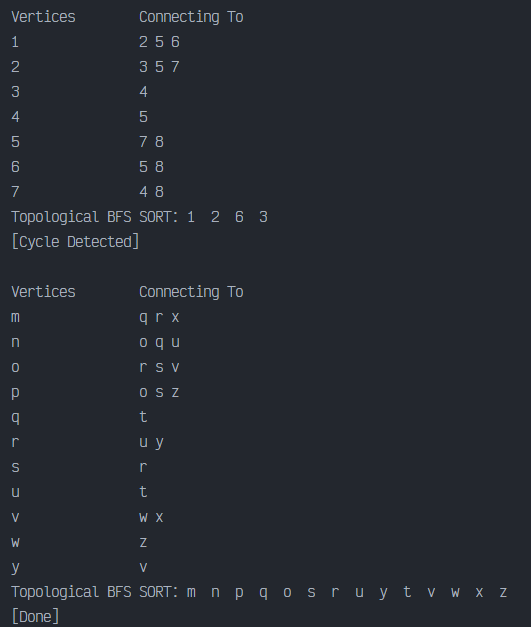 Vertices Connecting To
1 2 5 6
2 3 5 7
3 4
4 5
5 7 8
6 5 8
7 4 8
Topological BFS SORT: 1 2 6 3
[Cycle Detected]
Vertices Connecting To
m q r x
n o q u
o r s v
p o s z
q t
r u y
s r
u t
v w x
w z
y v
Topological BFS SORT: m n p q o s r u y t v w x z
[Done]